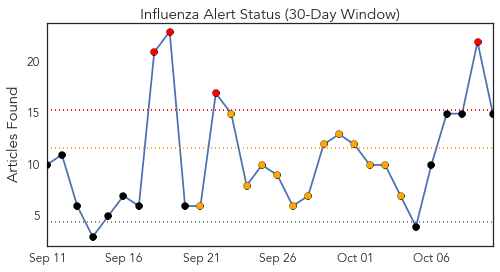 Influenza Alert Status (30-Day Window)
Articles Found
20
15
10
5
Sep 11 Sep 16 Sep 21 Sep 26 Oct 01 Oct 06